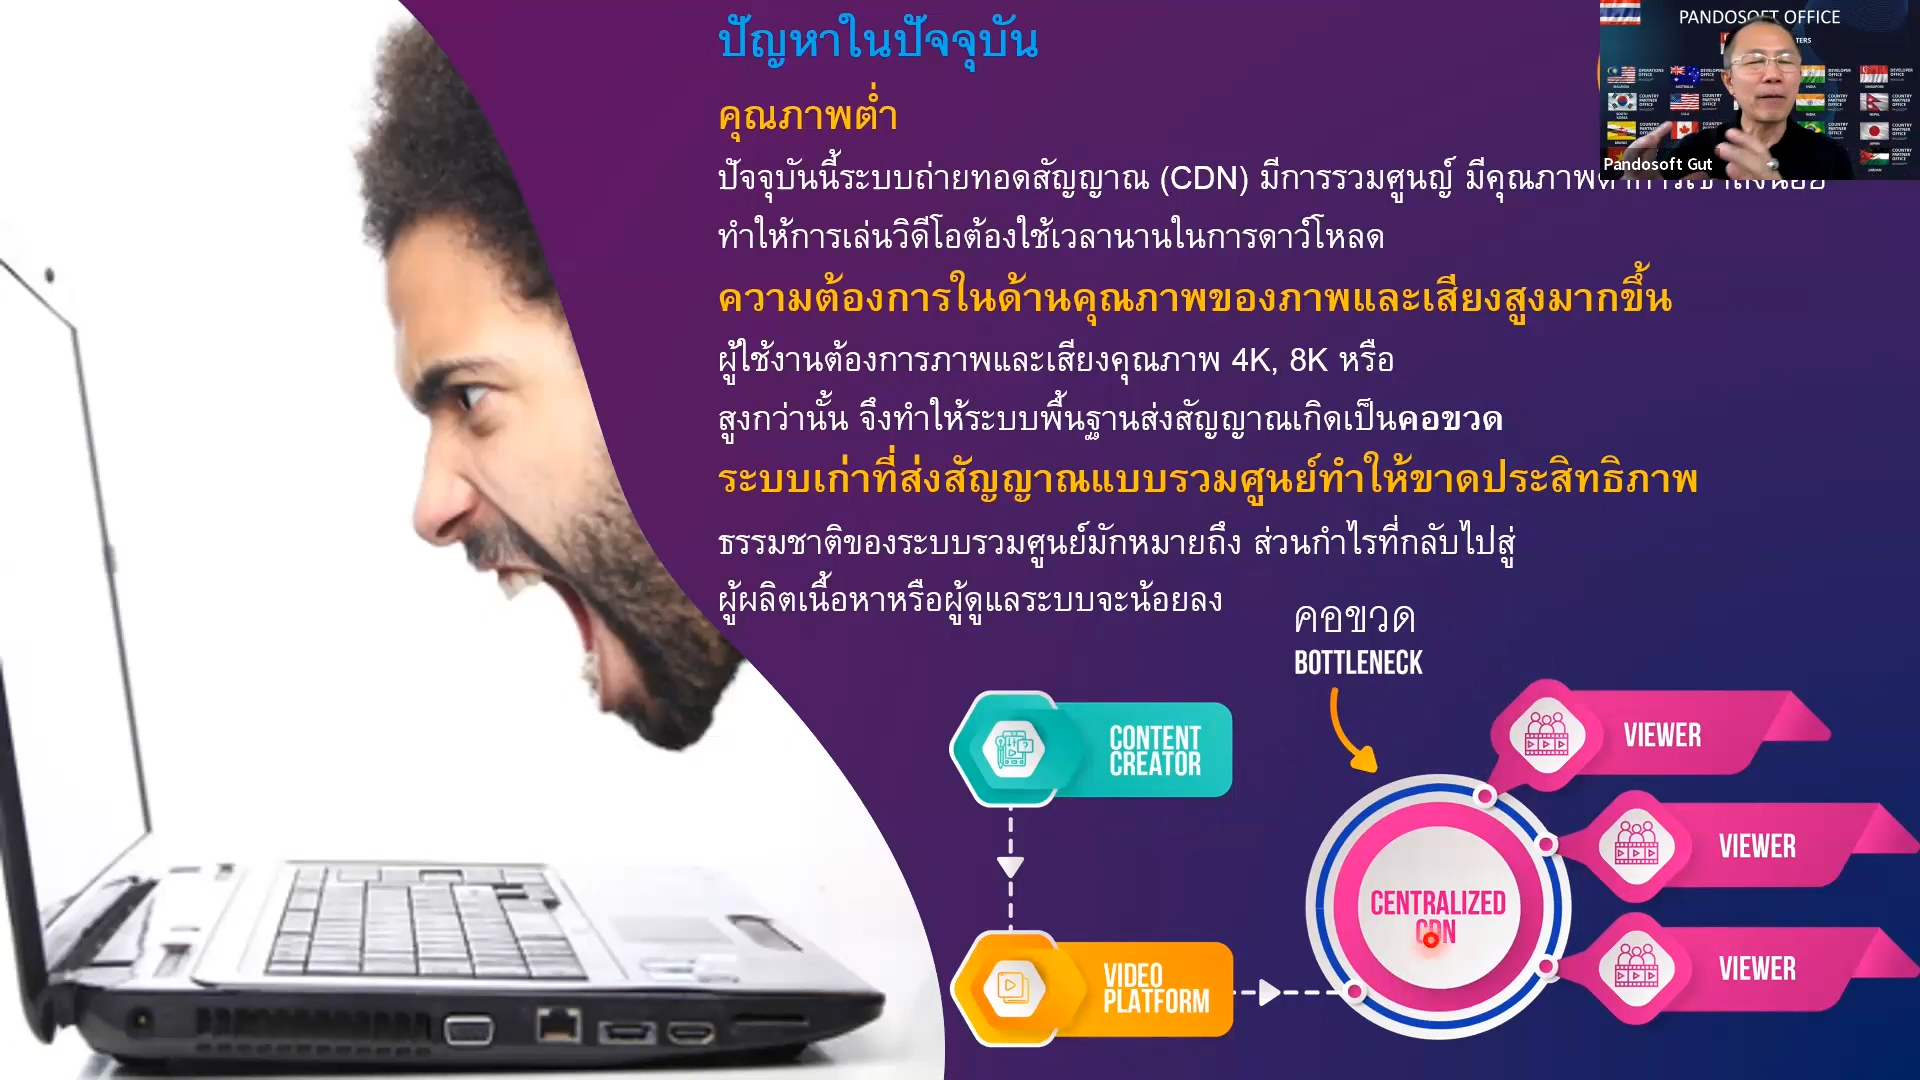 ปัญหาในปัจจุบัน
คุณภาพต่ำ
ปัจจุบันนี้ระบบถ่ายทอดสัญญาณ (CDN) มีการรวมศูนญ์ มีคุณภาพ
ทำให้การเล่นวิดีโอต้องใช้เวลานานในการดาว์โหลด
ความต้องการในด้านคุณภาพของภาพและเสียงสูงมากขึ้น
ผู้ใช้งานต้องการภาพและเสียงคุณภาพ 4K, 8K หรือ
สูงกว่านั้น จึงทำให้ระบบพื้นฐานส่งสัญญาณเกิดเป็นคอขวด
ระบบเก่าที่ส่งสัญญาณแบบรวมศูนย์ทำให้ขาดประสิทธิภาพ
ธรรมชาติของระบบรวมศูนย์มักหมายถึง ส่วนกำไรที่กลับไปสู่
ผู้ผลิตเนื้อหาหรือผู้ดูแลระบบจะน้อยลง
คอขวด
BOTTLENECK
CONTENT
CREATOR
VIDEO
PLATFORM
CENTRALIZED
CDN
VIEWER
VIEWER
VIEWER
PANDOSOFT OFFICE
Pandosoft Gut